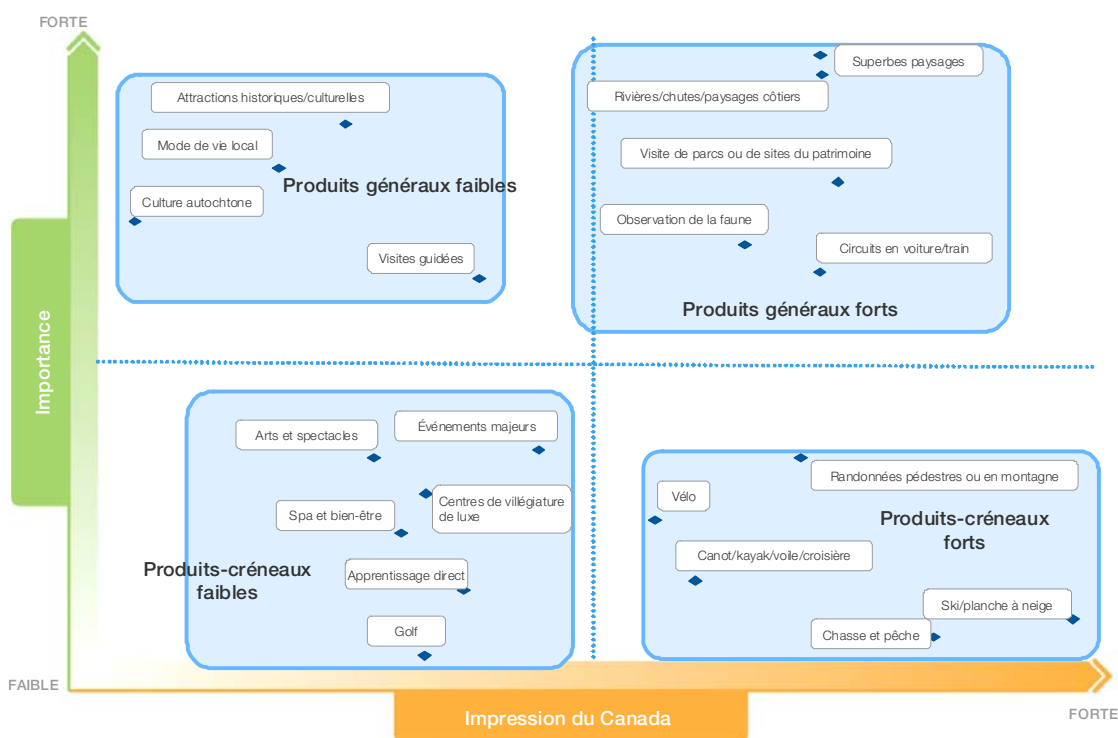 FORTE
Superbes paysages
Attractions historiques/culturelles
Rivières/chutes/paysages côtiers
Mode de vie local
Visite de parcs ou de sites du patrimoine
Produits généraux faibles
Culture autochtone
Observation de la faune
Visites guidées
Circuits en voiture/train
Produits généraux forts
Importance
Événements majeurs
Arts et spectacles
Randonnées pédestres ou en montagne
Vélo
Centres de villégiature
de luxe
Spa et bien-être
Produits-créneaux
forts
Canot/kayak/voile/croisière
Produits-créneaux
faibles
Apprentissage direct
Ski/planche à neige
Golf
Chasse et pêche
FAIBLE
Impression du Canada
FORTE